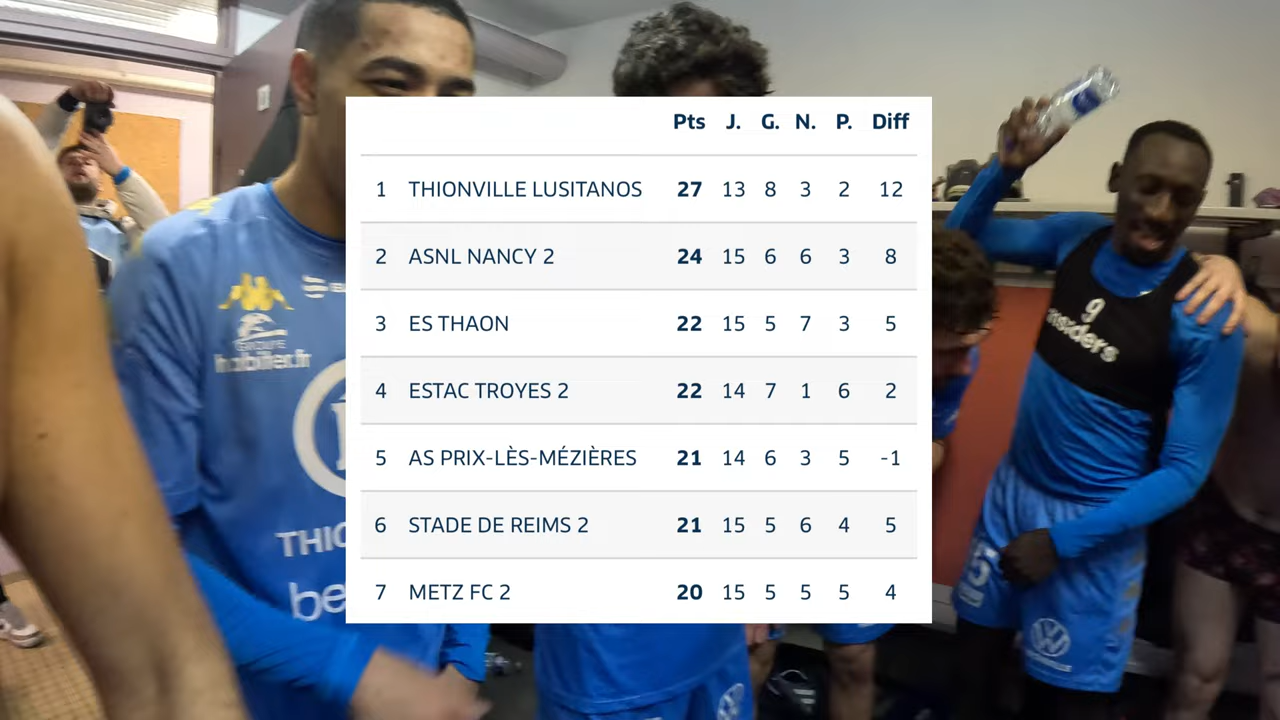 Pts J. G. N. P. Diff
1 THIONVILLE LUSITANOS 27 13 8 3 2 12
2 ASNL NANCY 2 24 15 6 6 3 8
3 ES THAON 22 15 5 7 3 5
4 ESTAC TROYES 2 22 14 7 1 6 2
5 AS PRIX-LÈS-MÉZIÈRES 21 14 6 3 5 -1
6 STADE DE REIMS 2 21 15 5 6 4 5
7 METZ FC 2 20 15 5 5 5 4
GROUPE
habiter.fr
THIO
be
9
insiders
5